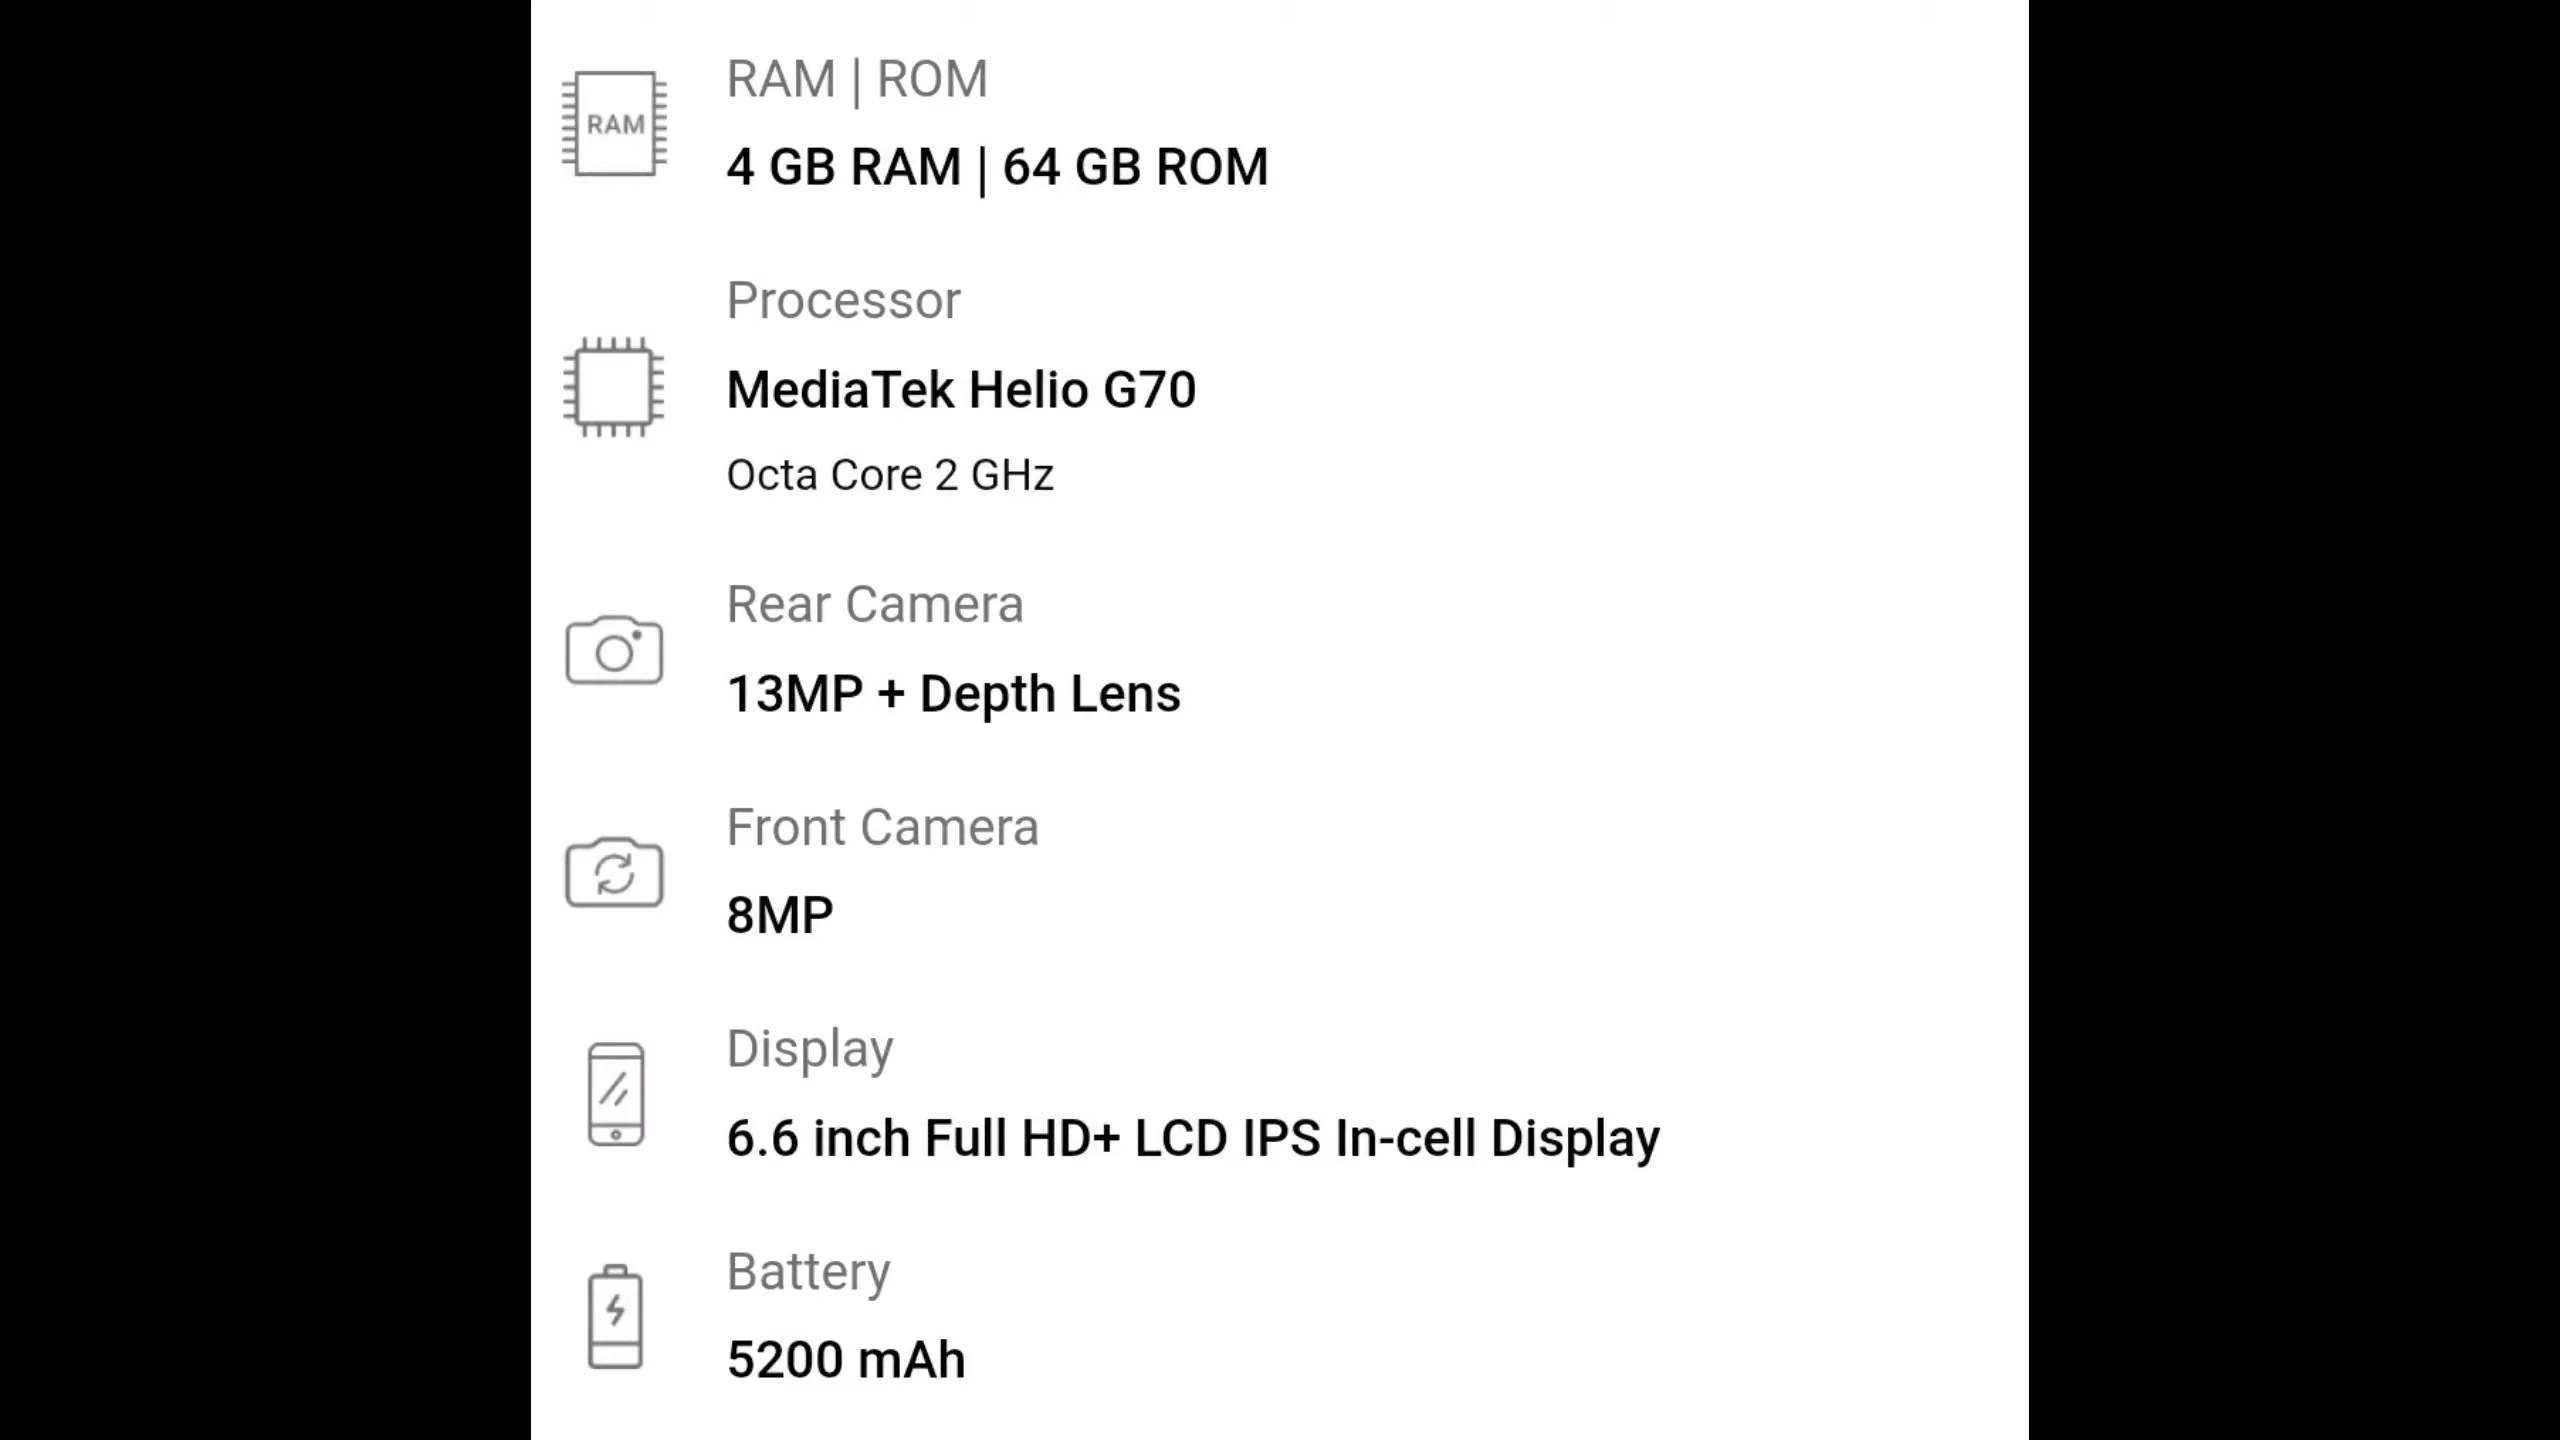 RAM | ROM
RAM
4 GB RAM | 64 GB ROM
Processor
MediaTek Helio G70
Octa Core 2 GHz
Rear Camera
13MP + Depth Lens
Front Camera
8MP
Display
6.6 inch Full HD+ LCD IPS In-cell Display
Battery
5200 mAh